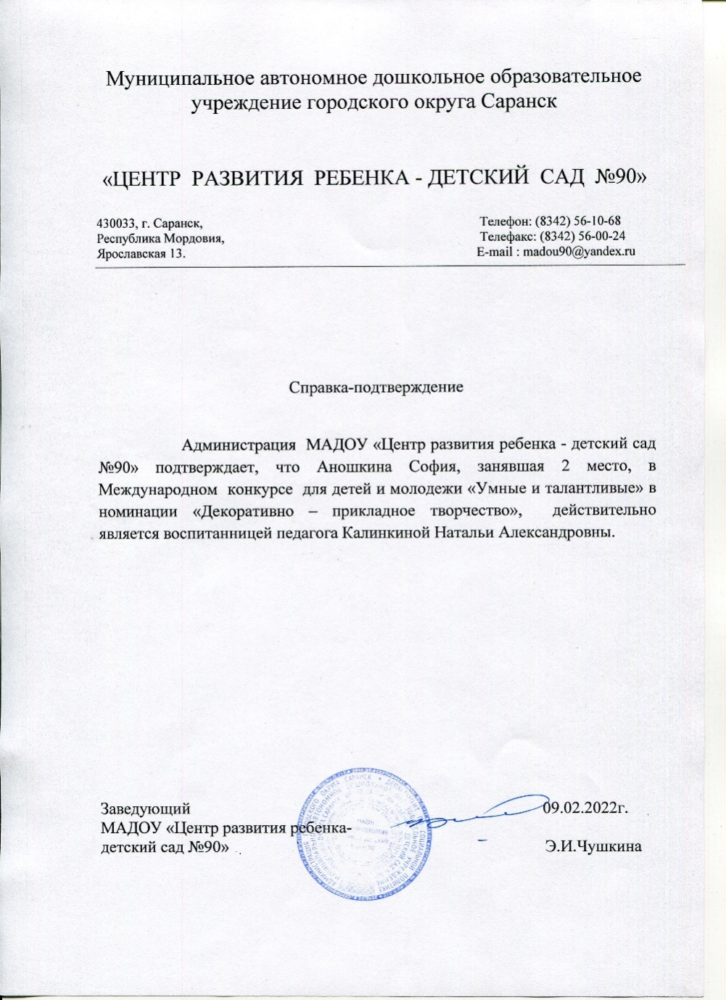 Муниципальное автономное дошкольное образовательное
учреждение городского округа Саранск
«ЦЕНТР РАЗВИТИЯ РЕБЕНКА - ДЕТСКИЙ САД №90»
430033, г. Саранск,
Республика Мордовия,
Ярославская 13.
Телефон: (8342) 56-10-68
Телефакс: (8342) 56-00-24
E-mail : madou90@yandex.ru
Справка-подтверждение
Администрация МАДОУ «Центр развития ребенка - детский сад
№90» подтверждает, что Аношкина София, занявшая 2 место, в
Международном конкурсе для детей и молодежи «Умные и талантливые» в
номинации «Декоративно – прикладное творчество», действительно
является воспитанницей педагога Калинкиной Натальи Александровны.
Заведующий
МАДОУ «Центр развития ребенка-
детский сад №90»
09.02.2022г.
Э.И.Чушкина